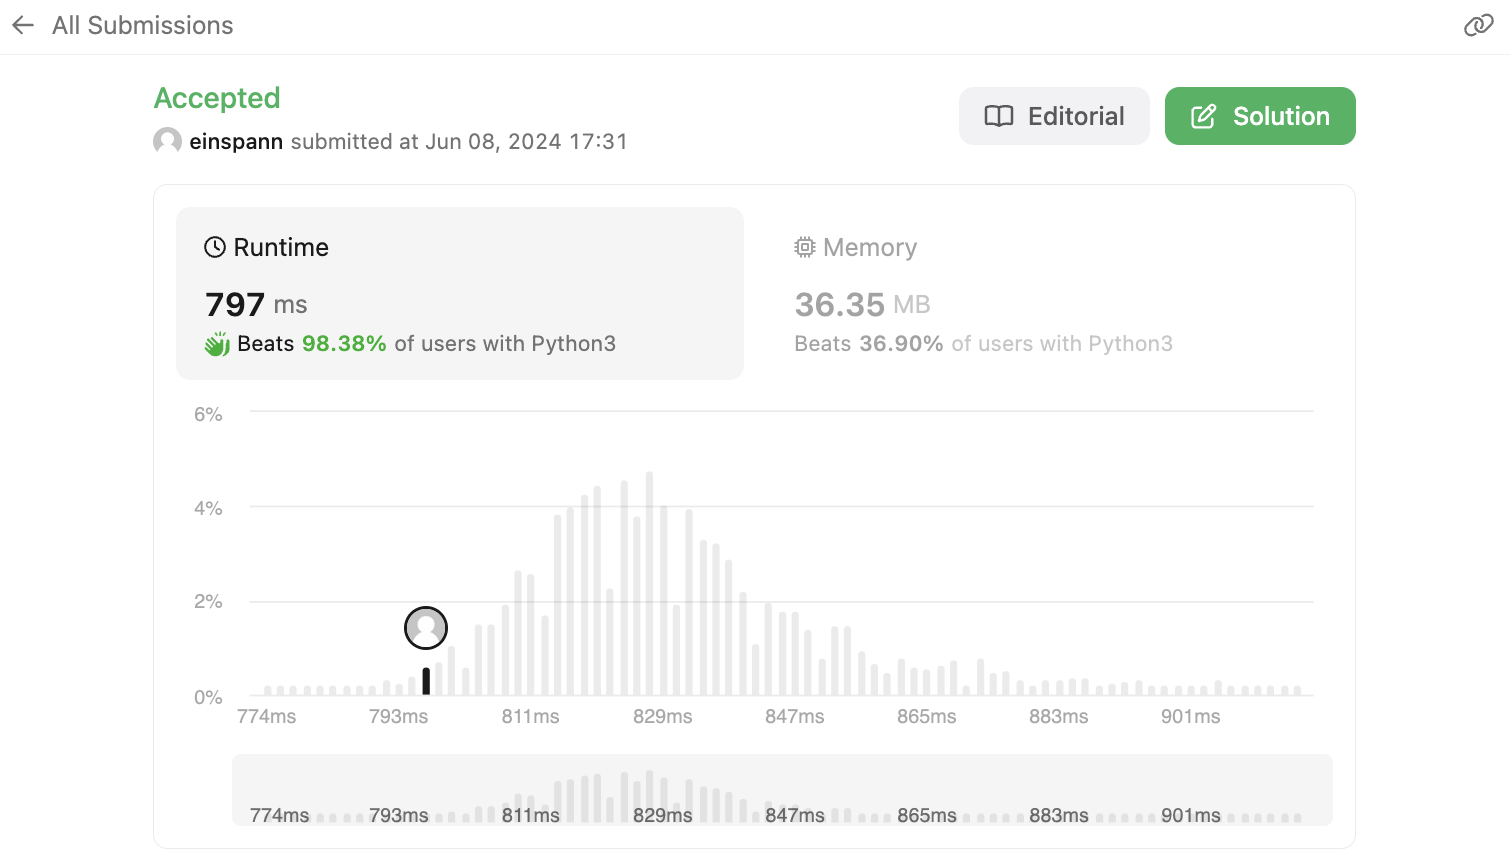 All Submissions
Accepted
Editorial
Solution
einspann submitted at Jun 08, 2024 17:31
Runtime
797 ms
Beats 98.38% of users with Python3
Memory
36.35 MB
Beats 36.90% of users with Python3
6%
4%
2%
0%
774ms 793ms 811ms 829ms 847ms 865ms 883ms 901ms
774ms 793ms 811ms 829ms 847ms 865ms 883ms 901ms